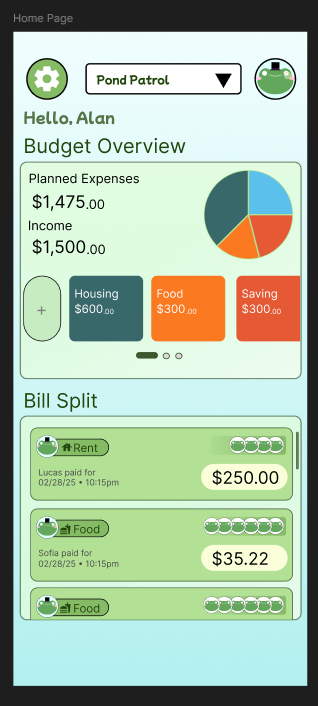 Home Page
Pond Patrol
Hello, Alan
Budget Overview
Planned Expenses
$1,475.00
Income
$1,500.00
+
Housing
$600.00
Food
$300.00
Saving
$300.00
Bill Split
Rent
Lucas paid for
02/28/25 • 10:15pm
$250.00
Food
Sofia paid for
02/28/25 • 10:15pm
$35.22
Food